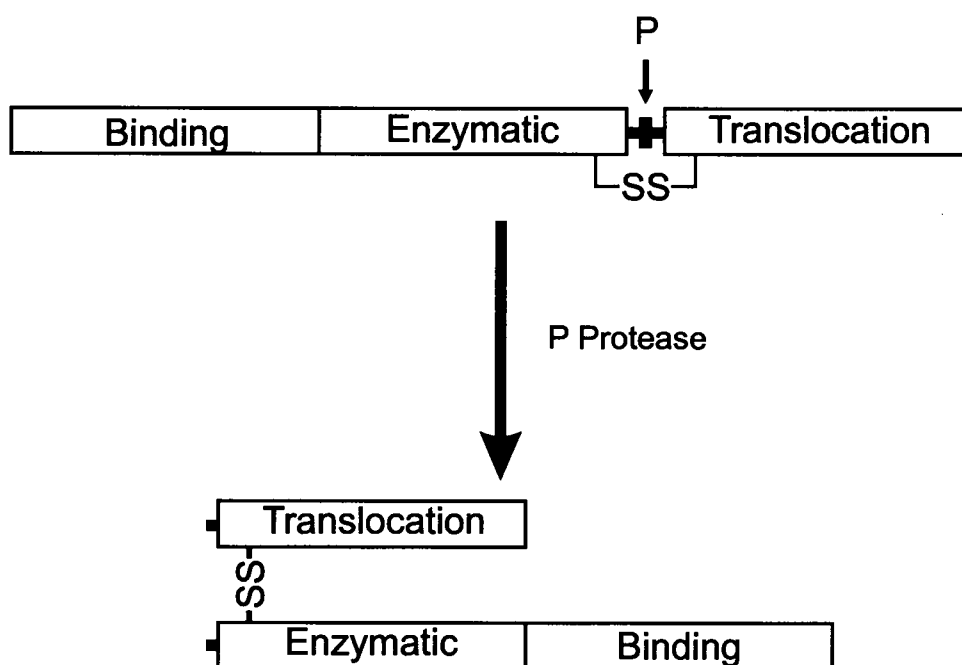 P
Binding Enzymatic Translocation
SS
P Protease
Translocation
SS
Enzymatic Binding